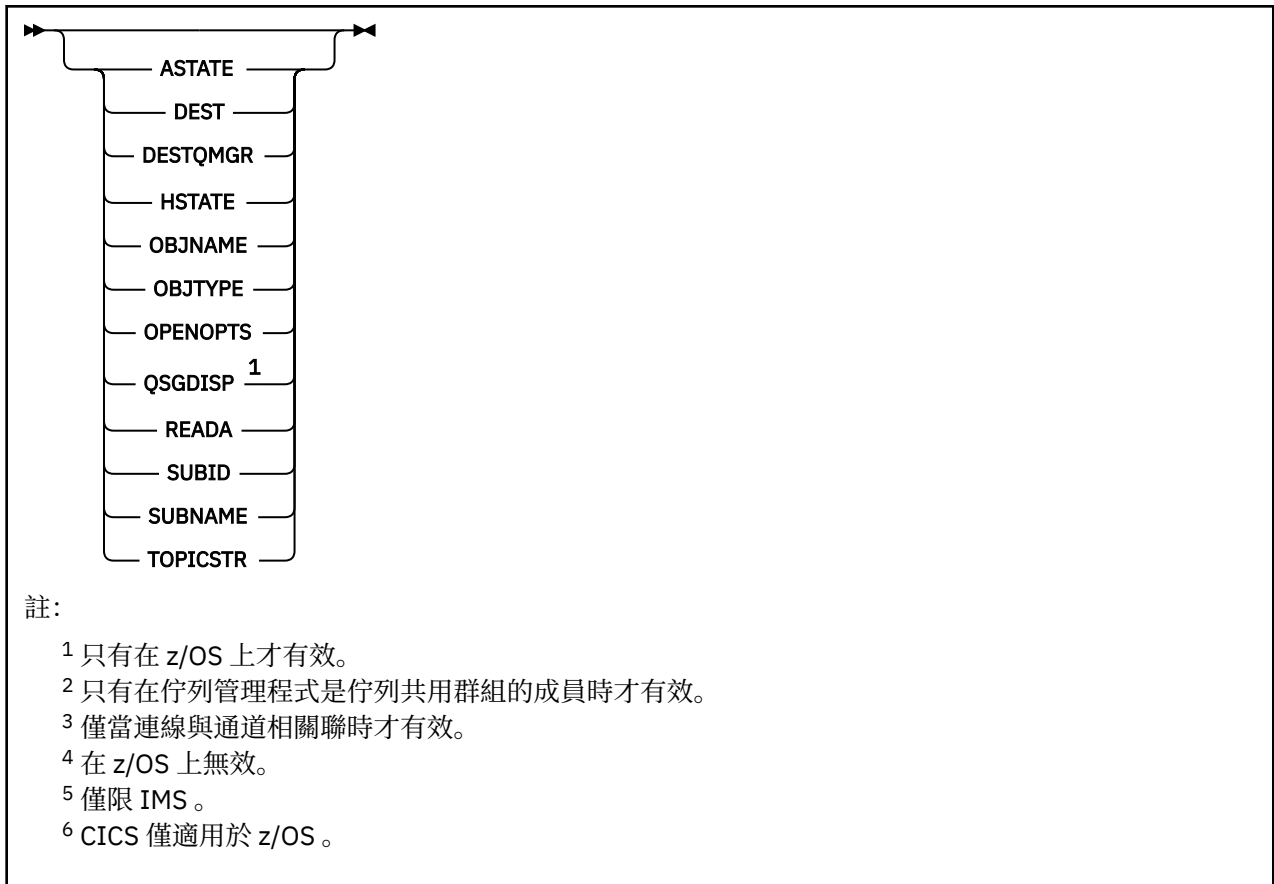 ASTATE
DEST
DESTQMGR
HSTATE
OBJNAME
OBJTYPE
OPENOPTS
QSGDISP 1
READA
SUBID
SUBNAME
TOPICSTR
註：
1 只有在 z/OS 上才有效。
2 只有在佇列管理程式是佇列共用群組的成員時才有效。
3 僅當連線與通道相關聯時才有效。
4 在 z/OS 上無效。
5 僅限 IMS 。
6 CICS 僅適用於 z/OS 。